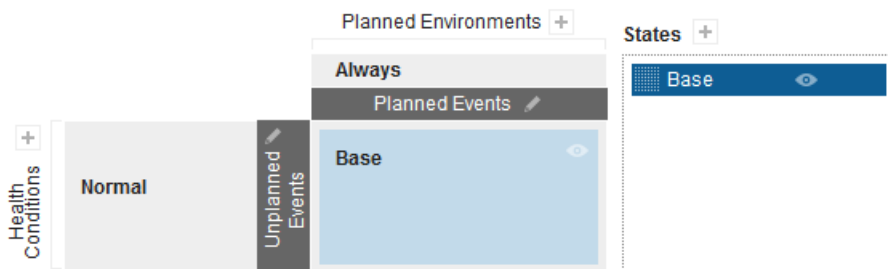 Planned Environments +
States +
Always
Base
Planned Events
+
Health
Conditions
Normal
Unplanned
Events
Base